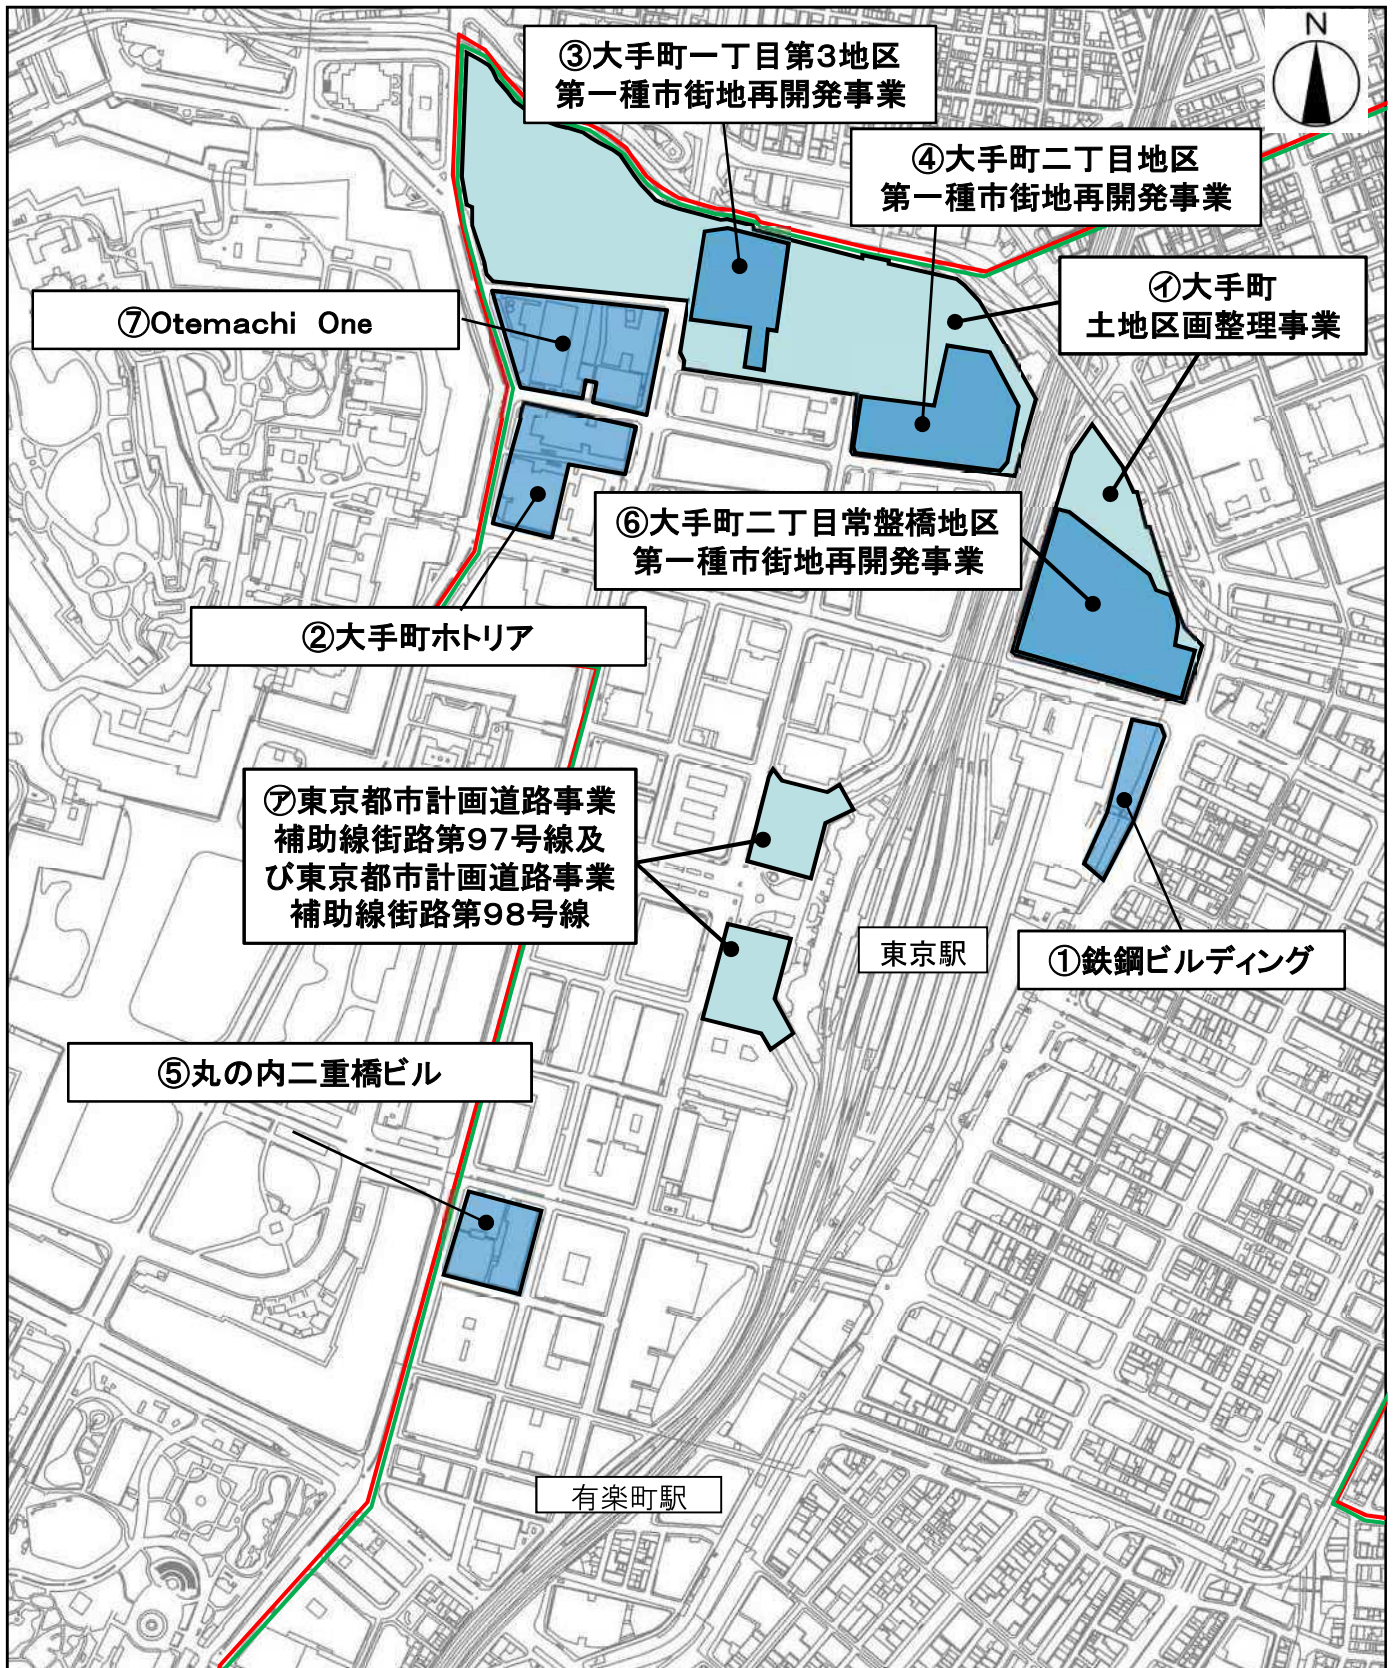 N
③大手町一丁目第3地区
第一種市街地再開発事業
④大手町二丁目地区
第一種市街地再開発事業
㋑大手町
土地区画整理事業
⑦Otemachi One
⑥大手町二丁目常盤橋地区
第一種市街地再開発事業
②大手町ホトリア
㋐東京都市計画道路事業
補助線街路第97号線及
び東京都市計画道路事業
補助線街路第98号線
東京駅
①鉄鋼ビルディング
⑤丸の内二重橋ビル
有楽町駅